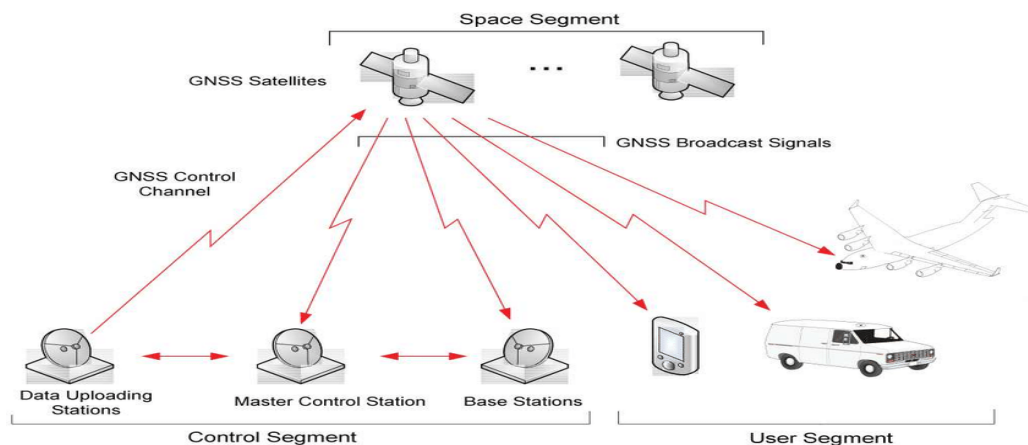 Space Segment
GNSS Satellites
...
GNSS Broadcast Signals
GNSS Control
Channel
Data Uploading
Stations
Master Control Station
Base Stations
Control Segment
User Segment